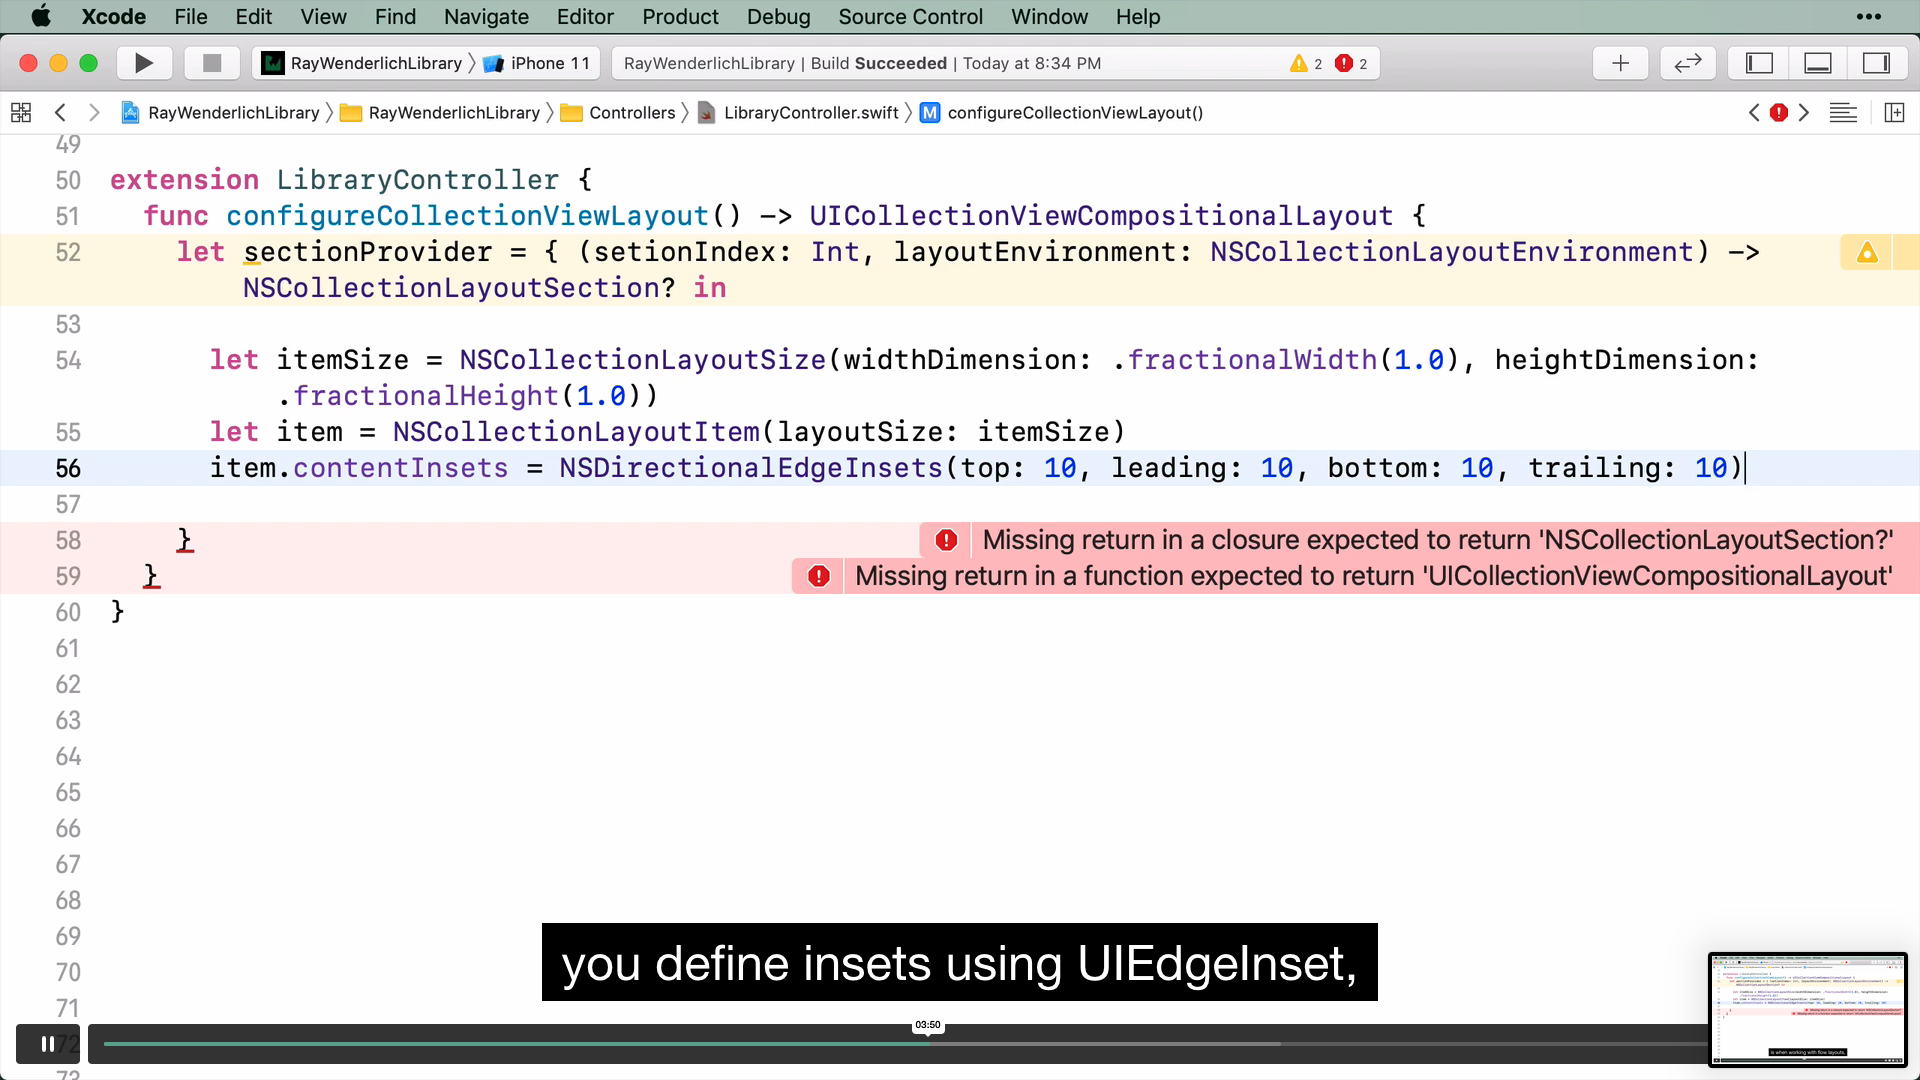 Xcode File Edit View Find Navigate Editor Product Debug Source Control Window Help
RayWenderlichLibrary iPhone 11 RayWenderlichLibrary | Build Succeeded | Today at 8:34 PM 2 2
RayWenderlichLibrary RayWenderlichLibrary Controllers LibraryController.swift M configureCollectionViewLayout()
49
50 extension LibraryController {
51 func configureCollectionViewLayout() -> UICollectionViewCompositionalLayout {
52 let sectionProvider = { (setionIndex: Int, layoutEnvironment: NSCollectionLayoutEnvironment) ->
NSCollectionLayoutSection? in
53
54 let itemSize = NSCollectionLayoutSize(widthDimension: .fractionalWidth(1.0), heightDimension:
.fractionalHeight(1.0))
55 let item = NSCollectionLayoutItem(layoutSize: itemSize)
56 item.contentInsets = NSDirectionalEdgeInsets(top: 10, leading: 10, bottom: 10, trailing: 10)
57
58 } Missing return in a closure expected to return 'NSCollectionLayoutSection?'
59 } Missing return in a function expected to return 'UICollectionViewCompositionalLayout'
60 }
61
62
63
64
65
66
67
68
69
you define insets using UIEdgeInset,
70
71
03:50
72
73
is when working with flow layouts,